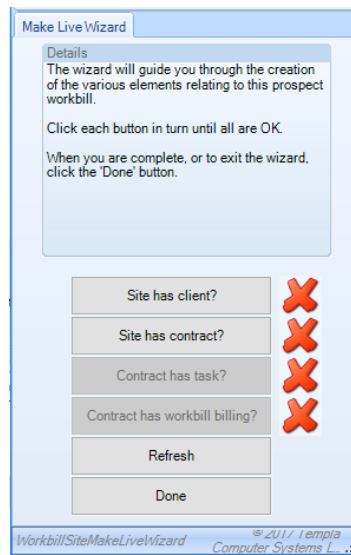 Make Live Wizard
Details
The wizard will guide you through the creation
of the various elements relating to this prospect
workbill.
Click each button in turn until all are OK.
When you are complete, or to exit the wizard,
click the 'Done' button.
Site has client?
Site has contract?
Contract has task?
Contract has workbill billing?
Refresh
Done
WorkbillSiteMakeLiveWizard
© 2017 Templa
Computer Systems L...